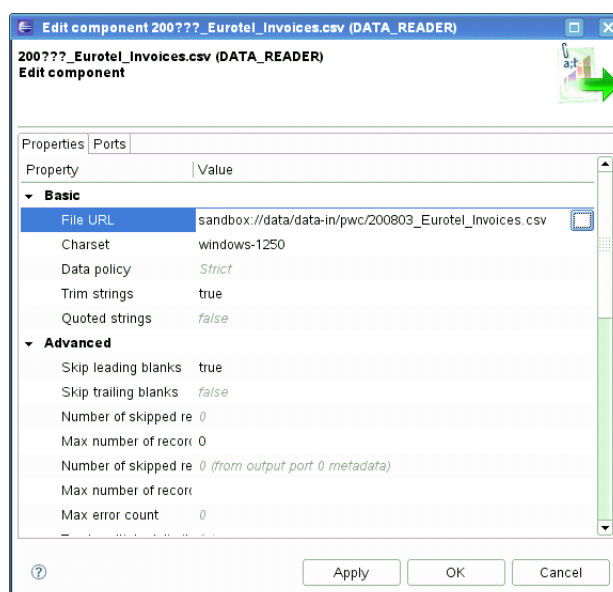 Edit component 200???_Eurotel_Invoices.csv (DATA_READER)
200???_Eurotel_Invoices.csv (DATA_READER)
Edit component
a;b
Properties Ports
Property Value
Basic
File URL sandbox://data/data-in/pwc/200803_Eurotel_Invoices.csv
Charset windows-1250
Data policy Strict
Trim strings true
Quoted strings false
Advanced
Skip leading blanks true
Skip trailing blanks false
Number of skipped re 0
Max number of recor 0
Number of skipped re 0 (from output port 0 metadata)
Max number of recor
Max error count 0
? Apply OK Cancel